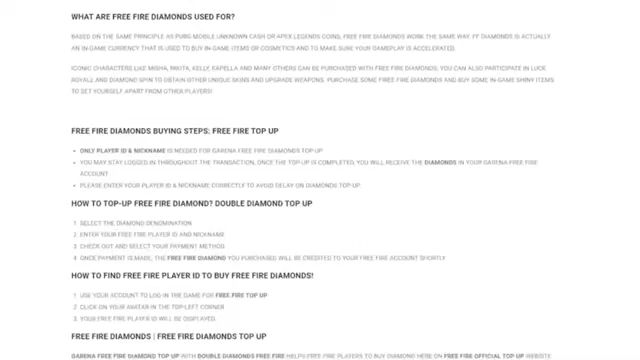 WHAT ARE FREE FIRE DIAMONDS USED FOR?
BASED ON THE SAME PRINCIPLE AS PUBG MOBILE UNKNOWN CASH OR APEX LEGENDS COINS, FREE FIRE DIAMONDS WORK THE SAME WAY. FF DIAMONDS IS ACTUALLY
AN IN-GAME CURRENCY THAT IS USED TO BUY IN-GAME ITEMS OR COSMETICS AND TO MAKE SURE YOUR GAMEPLAY IS ACCELERATED.
ICONIC CHARACTERS LIKE MISHA, NIKITA, KELLY, KAPELLA AND MANY OTHERS CAN BE PURCHASED WITH FREE FIRE DIAMONDS. YOU CAN ALSO PARTICIPATE IN LUCK
ROYALL AND DIAMOND SPIN TO OBTAIN OTHER UNIQUE SKINS AND UPGRADE WEAPONS. PURCHASE SOME FREE FIRE DIAMONDS AND BUY SOME IN-GAME SHINY ITEMS
TO SET YOURSELF APART FROM OTHER PLAYERS!
FREE FIRE DIAMONDS BUYING STEPS: FREE FIRE TOP UP
• ONLY PLAYER ID & NICKNAME IS NEEDED FOR GARENA FREE FIRE DIAMONDS TOP-UP
• YOU MAY STAY LOGGED IN THROUGHOUT THE TRANSACTION, ONCE THE TOP-UP IS COMPLETED, YOU WILL RECEIVE THE DIAMONDS IN YOUR GARENA FREE FIRE
ACCOUNT
• PLEASE ENTER YOUR PLAYER ID & NICKNAME CORRECTLY TO AVOID DELAY ON DIAMONDS TOP-UP
HOW TO TOP-UP FREE FIRE DIAMOND? DOUBLE DIAMOND TOP UP
1. SELECT THE DIAMOND DENOMINATION
2. ENTER YOUR FREE FIRE PLAYER ID AND NICKNAME
3. CHECK OUT AND SELECT YOUR PAYMENT METHOD
4. ONCE PAYMENT IS MADE, THE FREE FIRE DIAMOND YOU PURCHASED WILL BE CREDITED TO YOUR FREE FIRE ACCOUNT SHORTLY
HOW TO FIND FREE FIRE PLAYER ID TO BUY FREE FIRE DIAMONDS!
1. USE YOUR ACCOUNT TO LOG IN THE GAME FOR FREE FIRE TOP UP
2. CLICK ON YOUR AVATAR IN THE TOP-LEFT CORNER
3. YOUR FREE FIRE PLAYER ID WILL BE DISPLAYED.
FREE FIRE DIAMONDS | FREE FIRE DIAMONDS TOP UP
GARENA FREE FIRE DIAMOND TOP UP WITH DOUBLE DIAMONDS FREE FIRE HELPS FREE FIRE PLAYERS TO BUY DIAMOND HERE ON FREE FIRE OFFICIAL TOP UP WEBSITE